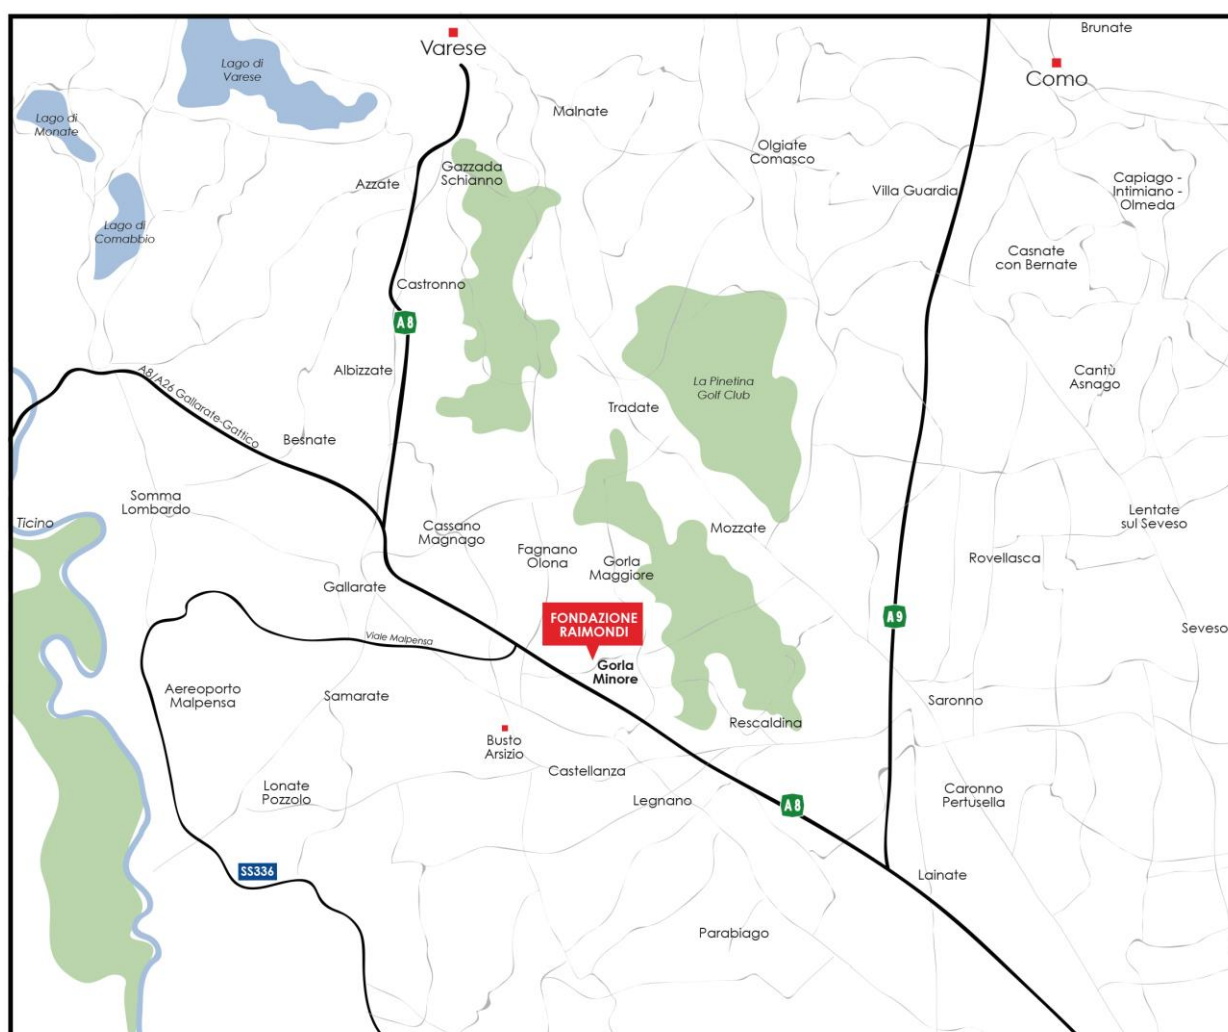 Brunate
Varese
Como
Lago di
Varese
Lago di
Monate
Malnate
Olgiate
Comasco
Gazzada
Schianno
Azzate
Villa Guardia
Capiago -
Intimiano -
Olmeda
Lago di
Comabbio
Casnate
con Bernate
Castronno
A8
Albizzate
A8/A26 Gallarate-Gattico
La Pinetina
Golf Club
Cantù
Asnago
Tradate
Besnate
Somma
Lombardo
Ticino
Cassano
Magnago
Mozzate
Lentate
sul Seveso
Fagnano
Olona
Gorla
Maggiore
Rovellasca
Gallarate
FONDAZIONE
RAIMONDI
A9
Seveso
Viale Malpensa
Gorla
Minore
Aereoporto
Malpensa
Samarate
Saronno
Rescaldina
Busto
Arsizio
Castellanza
Lonate
Pozzolo
Legnano
A8
Caronno
Pertusella
SS336
Lainate
Parabiago